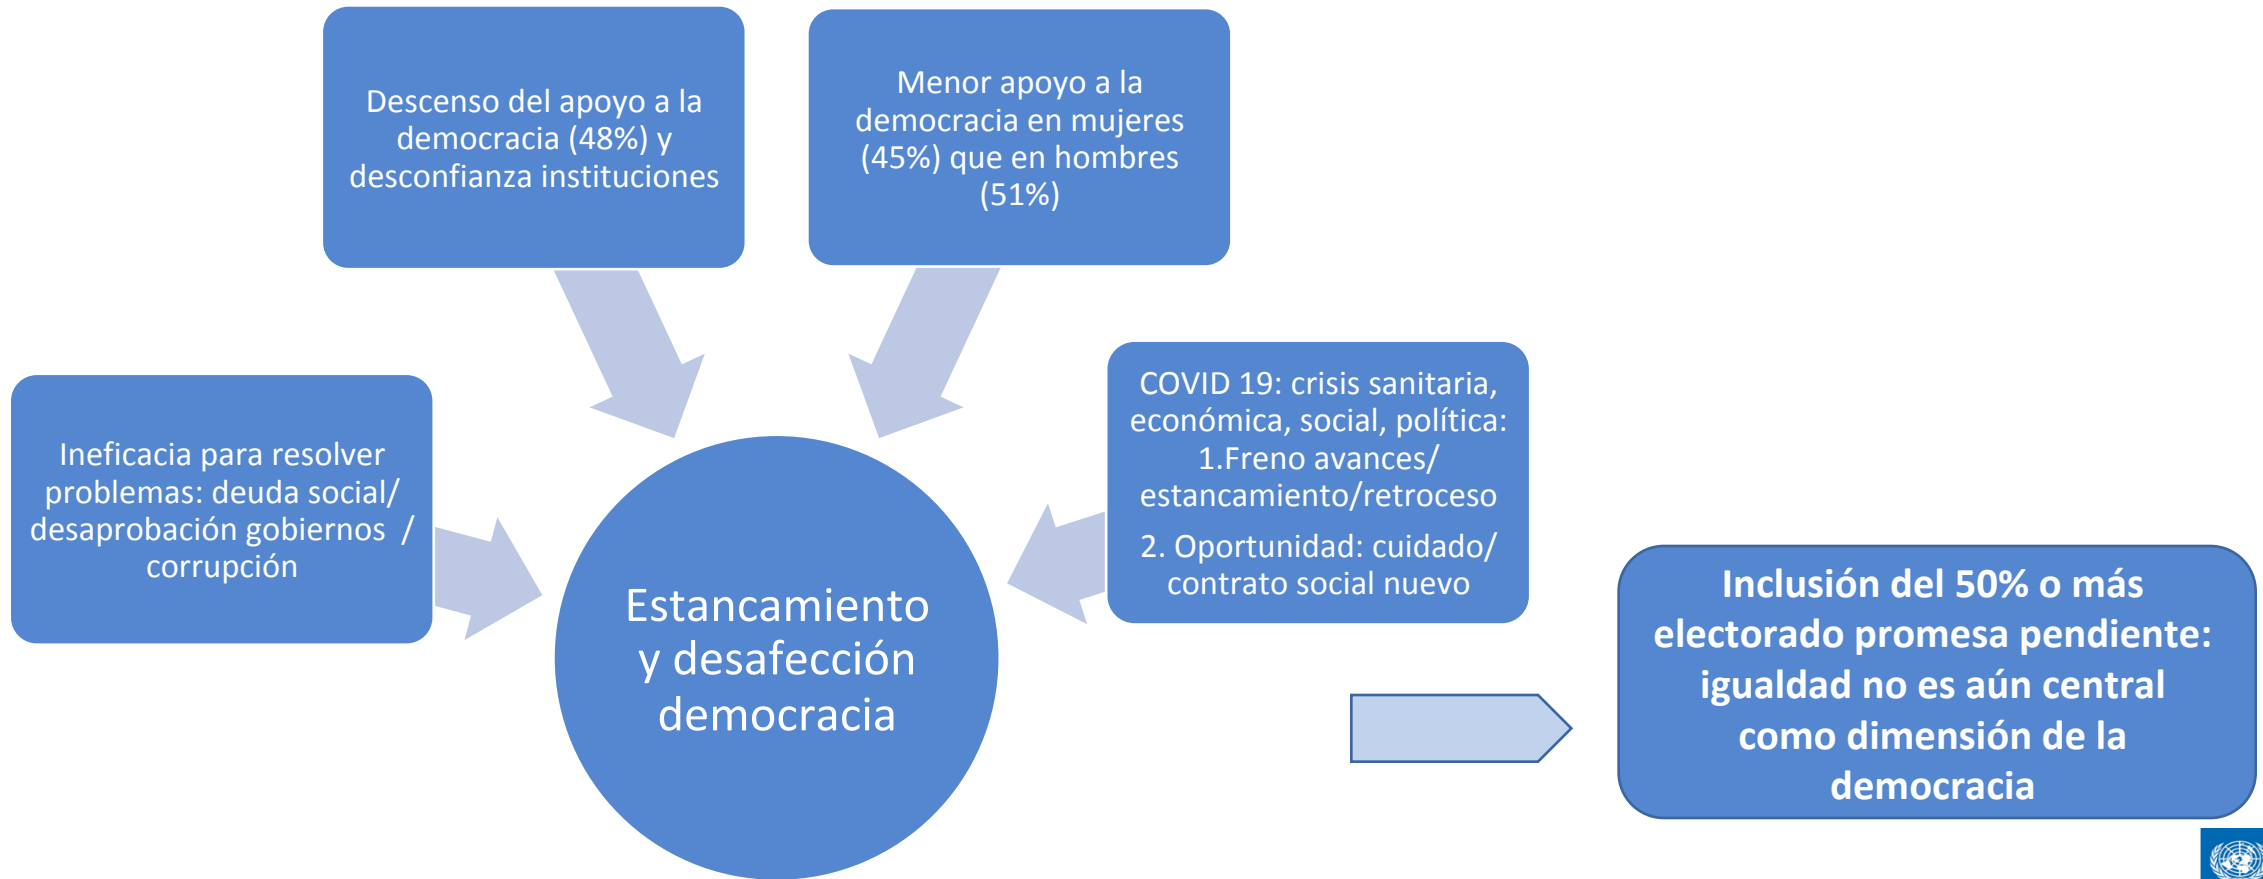 Descenso del apoyo a la
democracia (48%) y
desconfianza instituciones
Menor apoyo a la
democracia en mujeres
(45%) que en hombres
(51%)
Ineficacia para resolver
problemas: deuda social/
desaprobación gobiernos /
corrupción
COVID 19: crisis sanitaria,
económica, social, política:
1.Freno avances/
estancamiento/retroceso
2. Oportunidad: cuidado/
contrato social nuevo
Estancamiento
y desafección
democracia
Inclusión del 50% o más
electorado promesa pendiente:
igualdad no es aún central
como dimensión de la
democracia